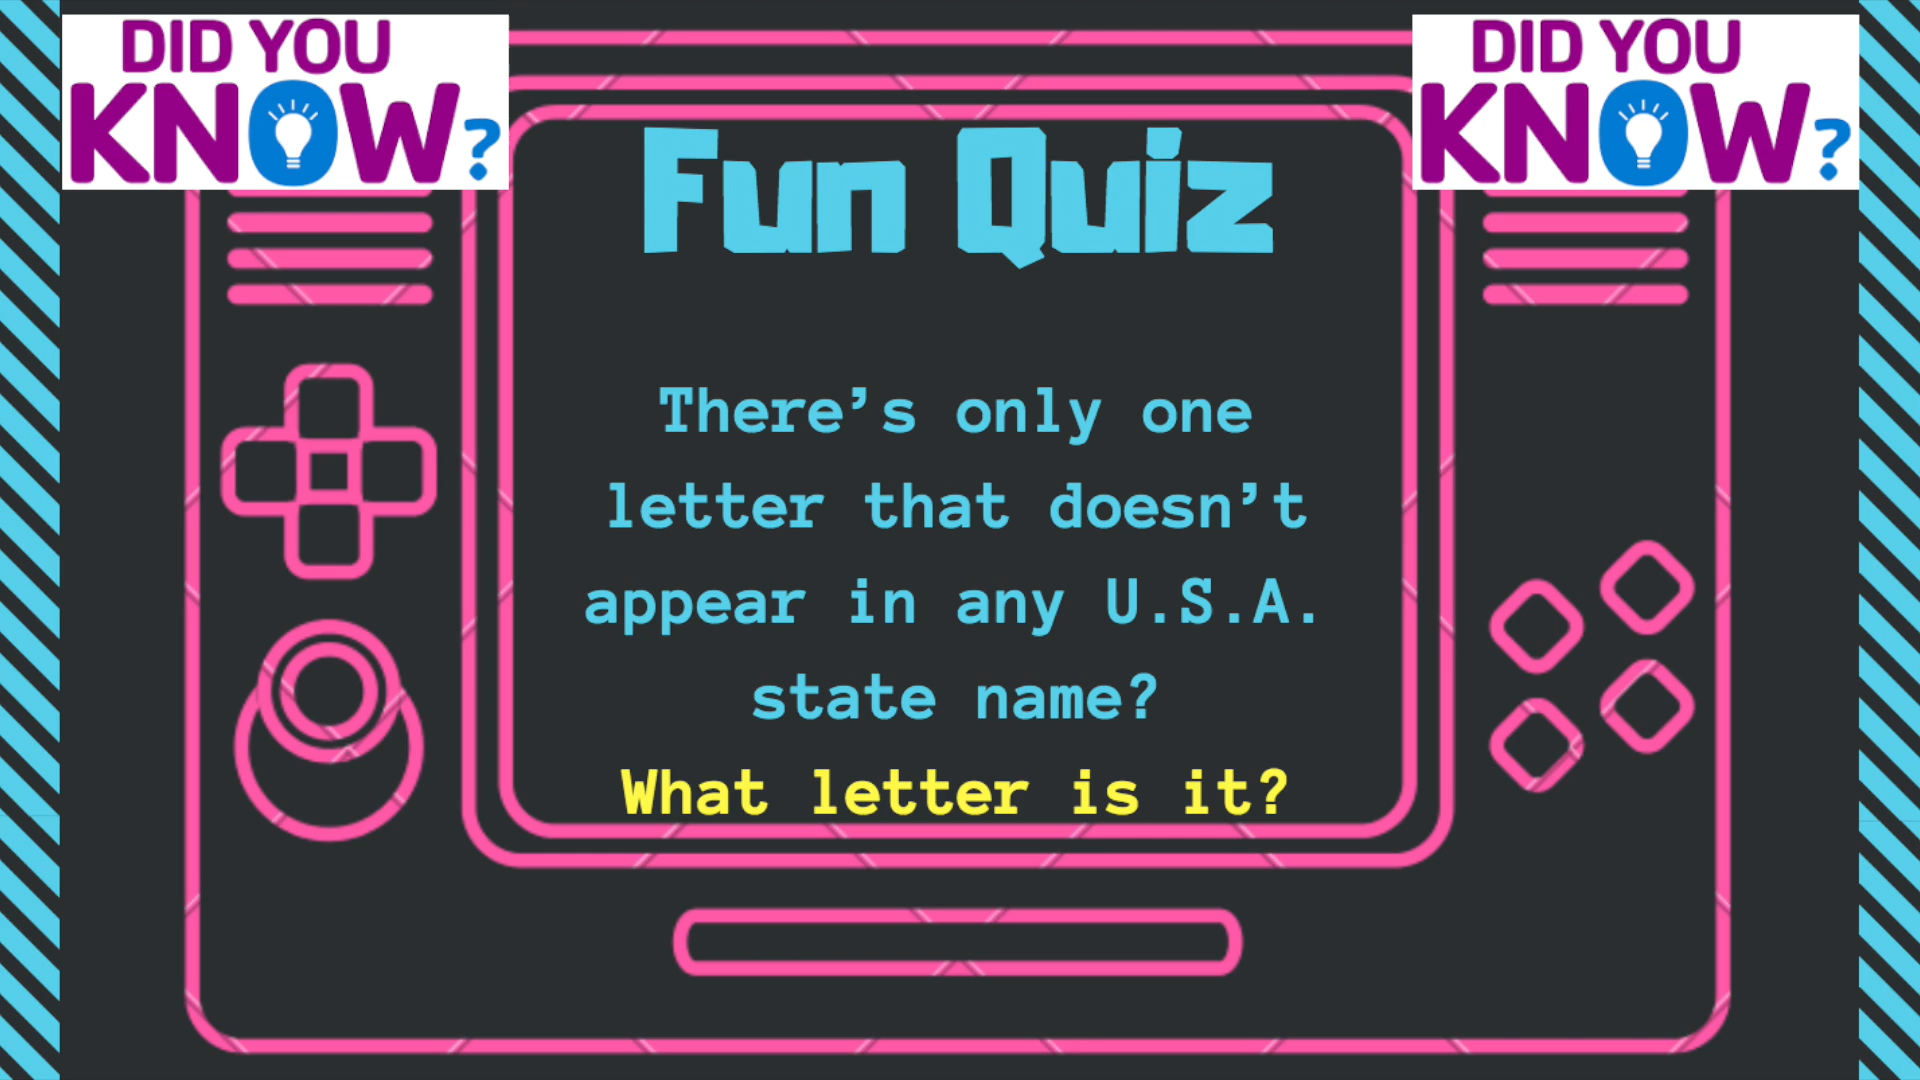 DID YOU
KNOW?
DID YOU
KNOW?
Fun Quiz
There’s only one
letter that doesn’t
appear in any U.S.A.
state name?
What letter is it?